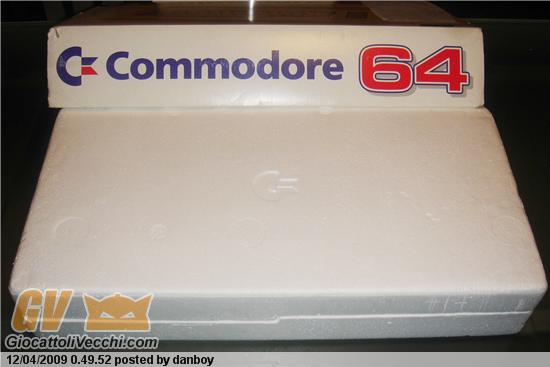 Commodore 64
GV
GiocattoliVecchi.com
12/04/2009 0.49.52 posted by danboy